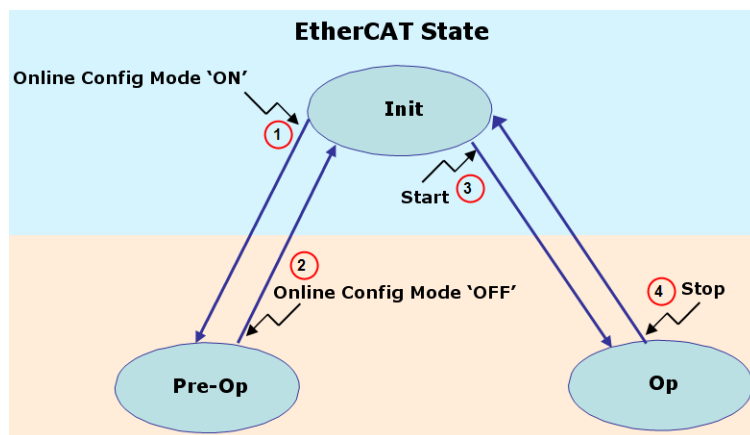 EtherCAT State
Online Config Mode ‘ON’
Init
1
Start
3
2
Online Config Mode ‘OFF’
4
Stop
Pre-Op
Op